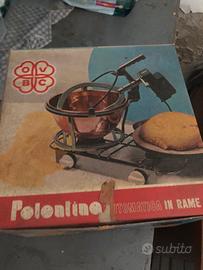 O V
B C
Polentina
AUTOMATICA IN RAME
subito